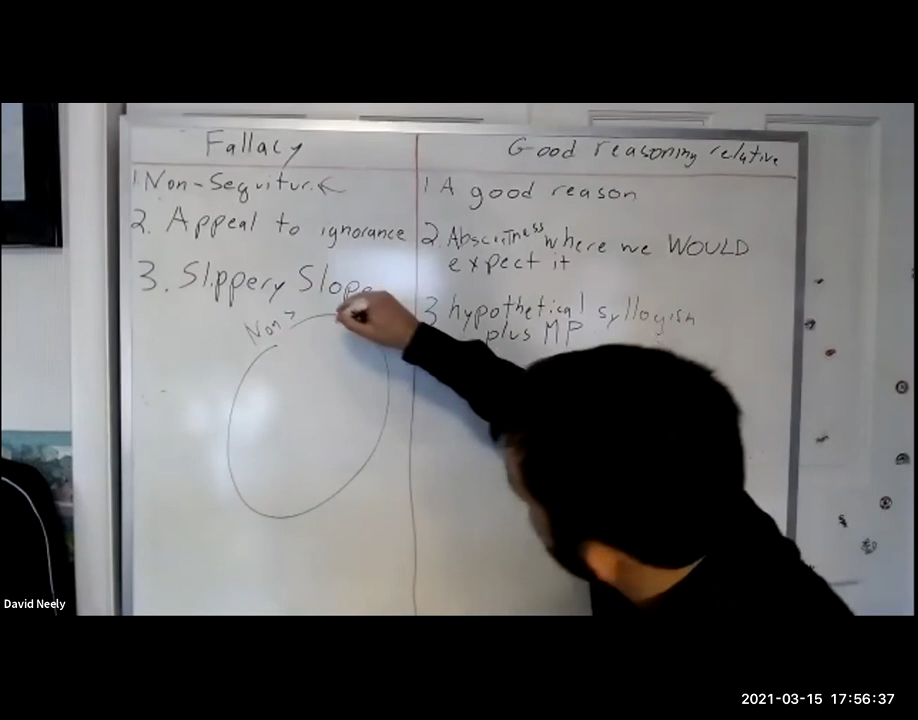 Fallacy
Good reasoning relative
1 Non-Sequitur. ←
1 A good reason
2. Appeal to ignorance
2. where we WOULD
expect it
3. Slippery Slope
3 hypothetical syllogism
plus MP
Non >
David Neely
2021-03-15 17:56:37